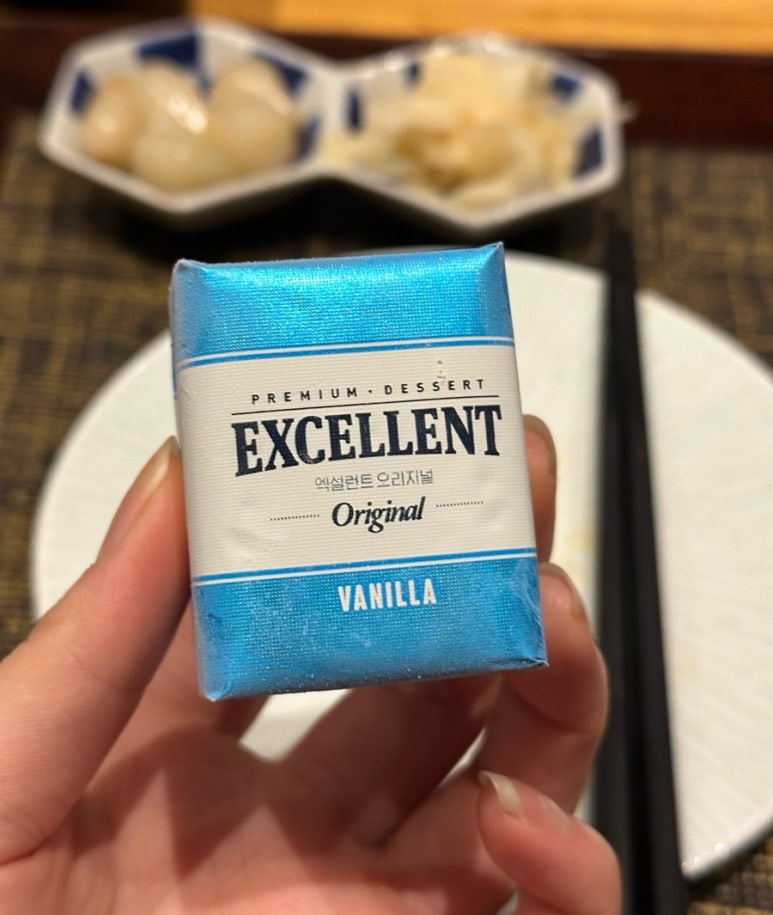 PREMIUM · DESSERT
EXCELLENT
엑설런트 오리지널
Original
VANILLA